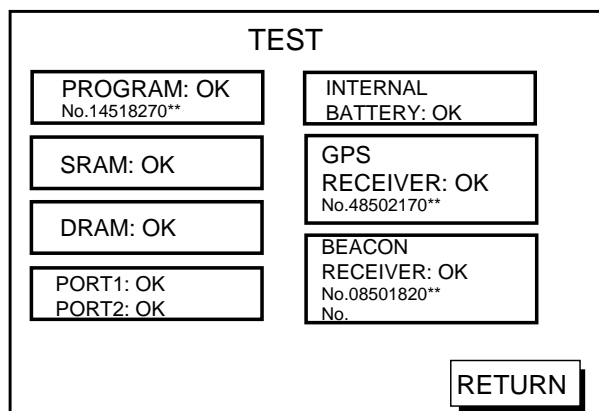 TEST
PROGRAM: OK
No.14518270**
SRAM: OK
DRAM: OK
PORT1: OK
PORT2: OK
INTERNAL
BATTERY: OK
GPS
RECEIVER: OK
No.48502170**
BEACON
RECEIVER: OK
No.08501820**
No.
RETURN